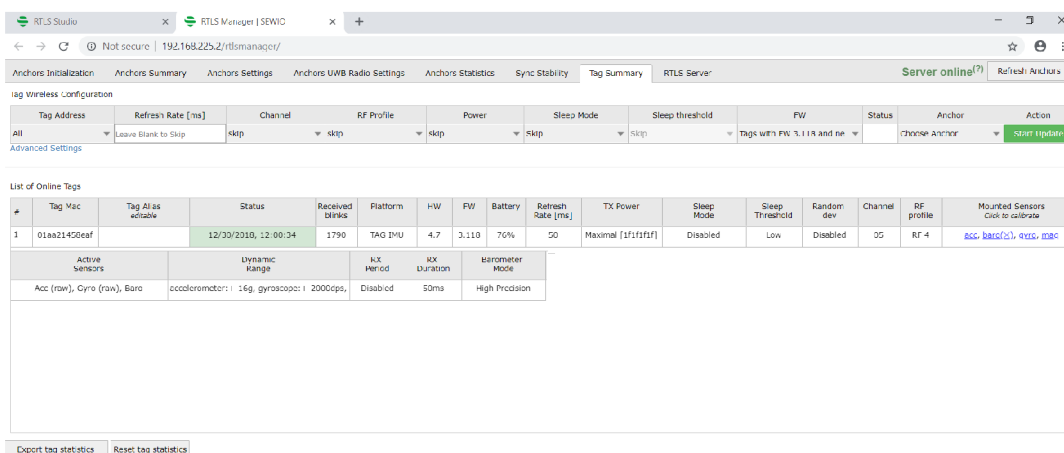 RTLS Studio
RTLS Manager | SEWIO
Not secure | 192.168.225.2/rtlsmanager/
Anchors Initialization Anchors Summary Anchors Settings Anchors UWB Radio Settings Anchors Statistics Sync Stability Tag Summary RTLS Server Server online(?) Refresh Anchors
Tag Wireless Configuration
Tag Address Refresh Rate [ms] Channel RF Profile Power Sleep Mode Sleep threshold FW Status Anchor Action
All Leave Blank to Skip skip skip skip Skip Skip Tags with FW 3.118 and ne Choose Anchor Start Update
Advanced Settings
List of Online Tags
# Tag Mac Tag Alias Status Received Platform HW FW Battery Refresh TX Power Sleep Sleep Random Channel RF Mounted Sensors
editable blinks Rate [ms] Mode Threshold dev profile Click to calibrate
1 01aa21458eaf 12/30/2018, 12:00:34 1790 TAG IMU 4.7 3.118 76% 50 Maximal [1f1f1f1f] Disabled Low Disabled 05 RF 4 acc, baro(X), gyro, mag
Active Dynamic RX RX Barometer
Sensors Range Period Duration Mode
Acc (raw), Gyro (raw), Baro accelerometer: ± 16g, gyroscope: ± 2000dps, Disabled 50ms High Precision
Export tag statistics Reset tag statistics